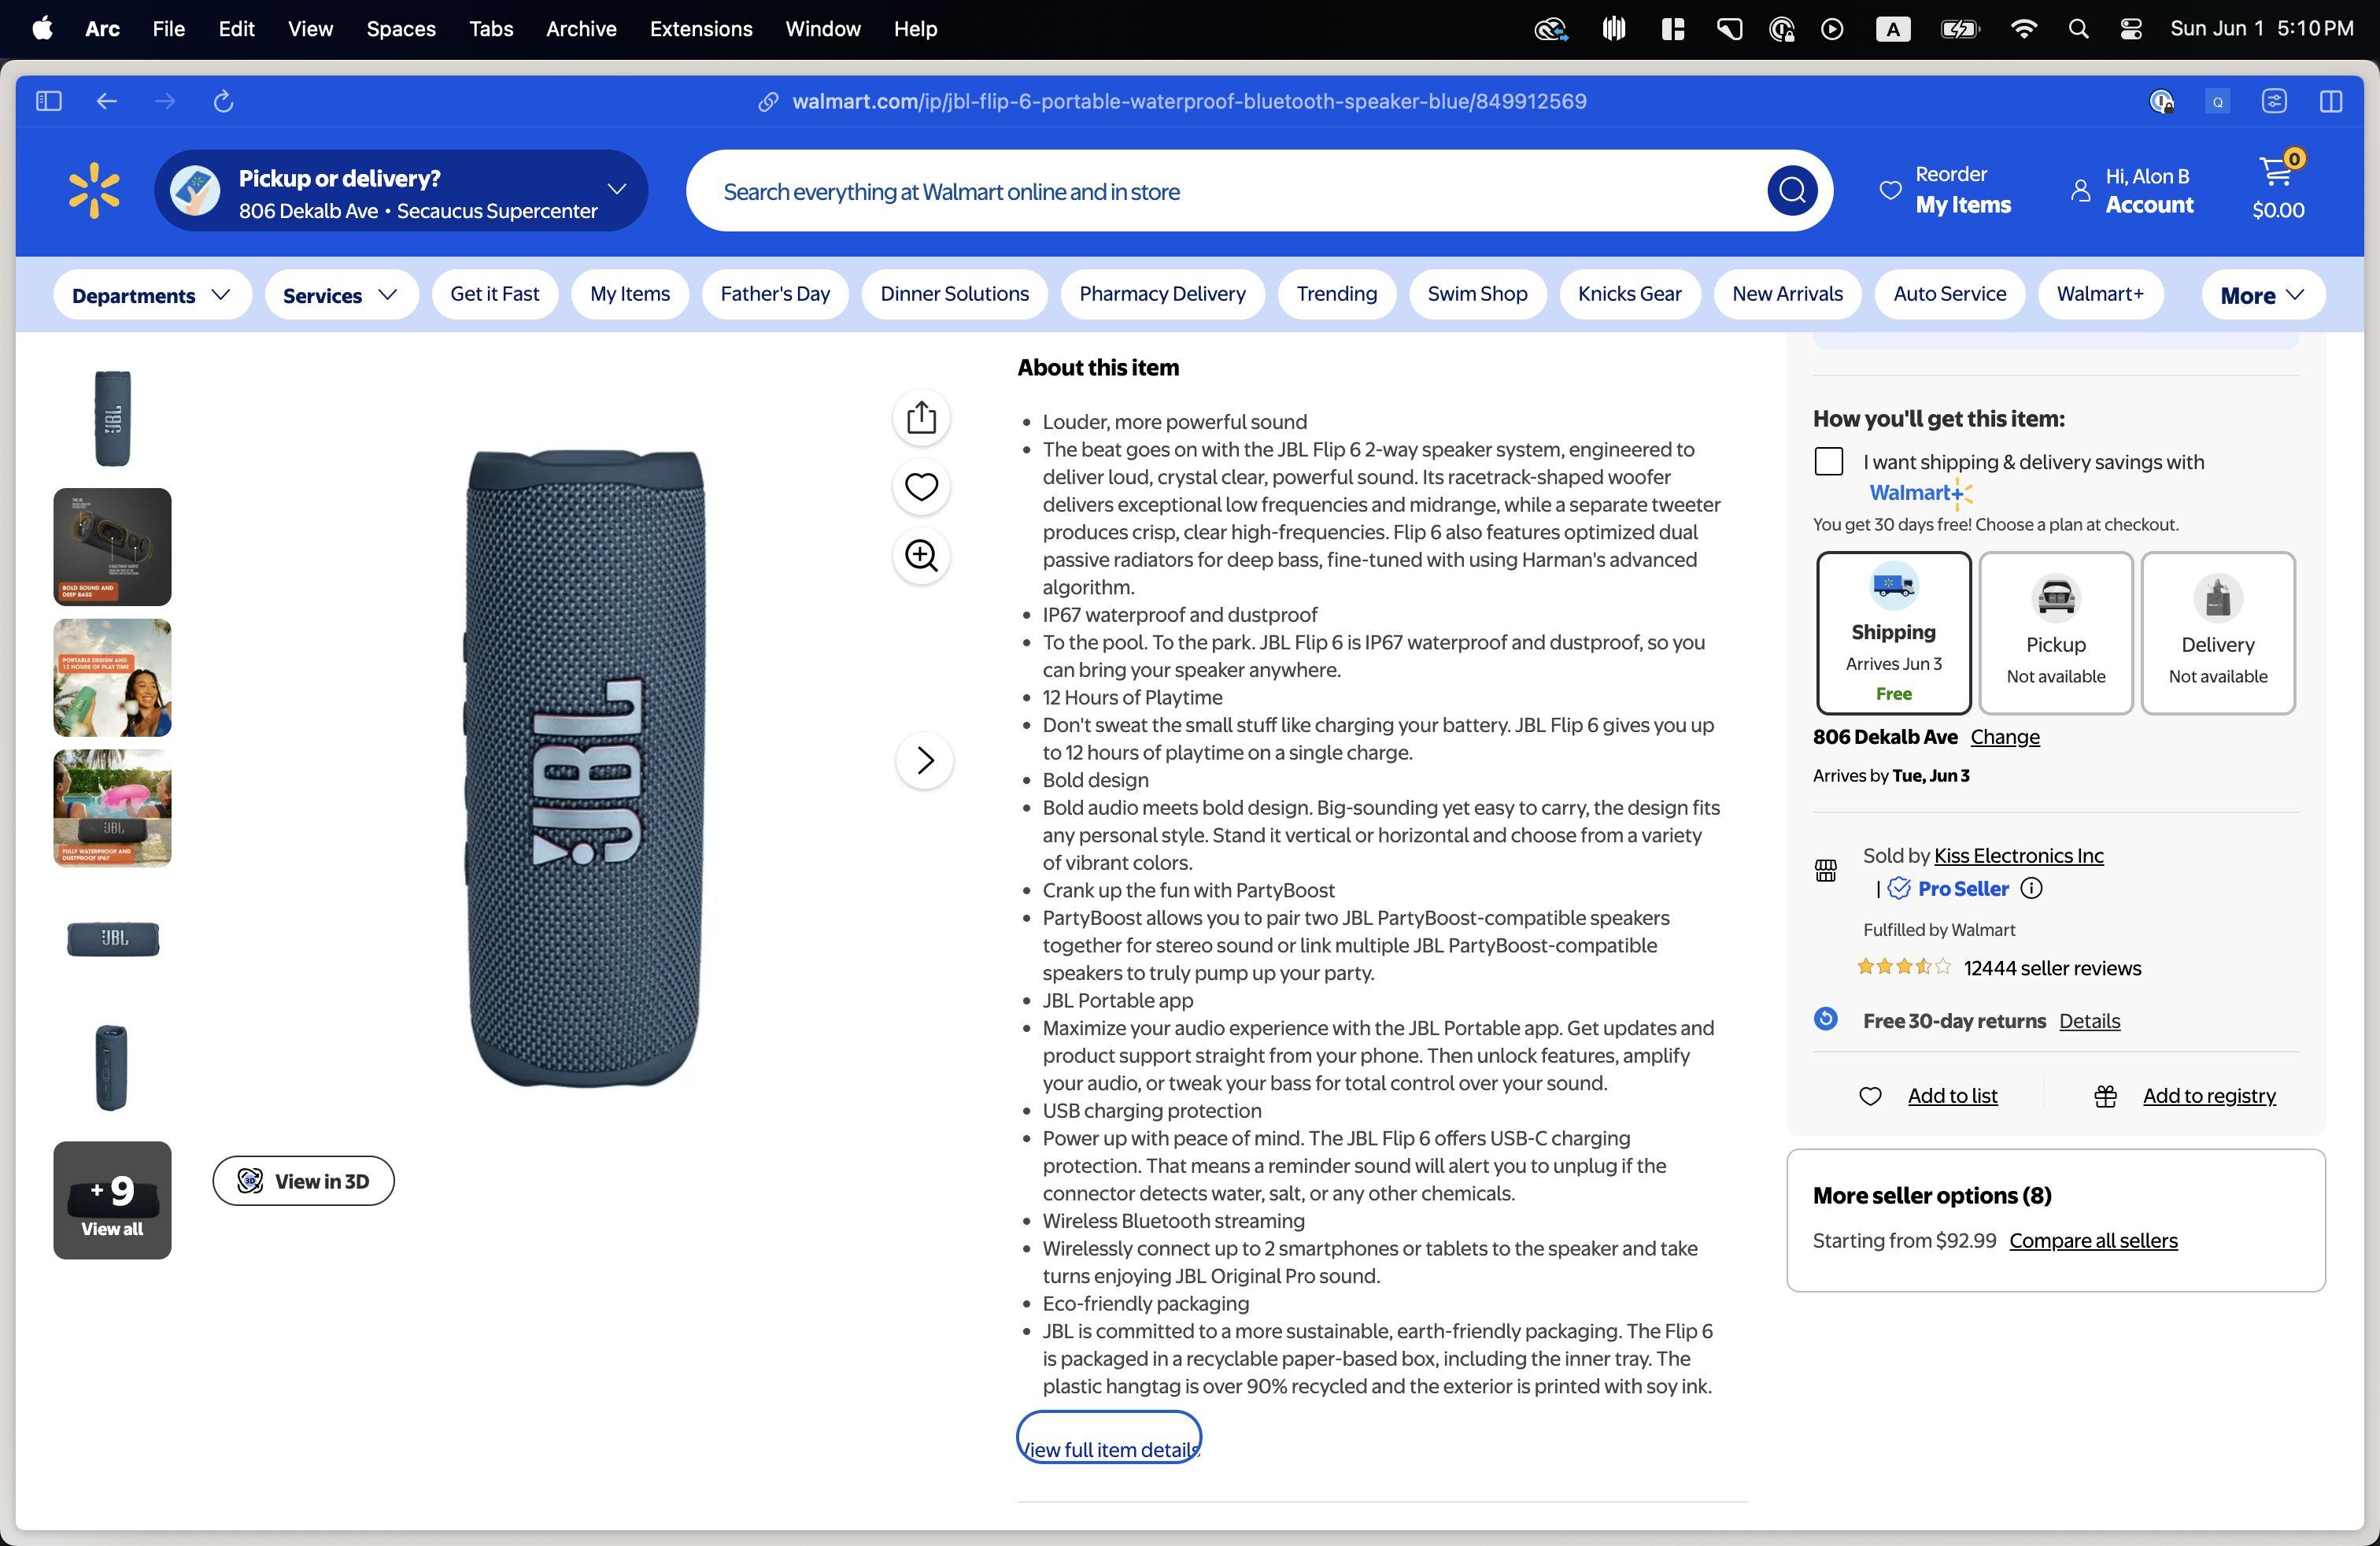 Arc File Edit View Spaces Tabs Archive Extensions Window Help
A
Sun Jun 1 5:10 PM
walmart.com/ip/jbl-flip-6-portable-waterproof-bluetooth-speaker-blue/849912569
Q
Pickup or delivery?
806 Dekalb Ave • Secaucus Supercenter
Search everything at Walmart online and in store
Reorder
My Items
Hi, Alon B
Account
0
$0.00
Departments
Services
Get it Fast
My Items
Father's Day
Dinner Solutions
Pharmacy Delivery
Trending
Swim Shop
Knicks Gear
New Arrivals
Auto Service
Walmart+
More
JBL
BOLD SOUND AND
DEEP BASS
PORTABLE DESIGN AND
12 HOURS OF PLAY TIME
JBL
FULLY WATERPROOF AND
DUSTPROOF IP67
JBL
+9
View all
JBL
3D
View in 3D
About this item
• Louder, more powerful sound
• The beat goes on with the JBL Flip 6 2-way speaker system, engineered to
deliver loud, crystal clear, powerful sound. Its racetrack-shaped woofer
delivers exceptional low frequencies and midrange, while a separate tweeter
produces crisp, clear high-frequencies. Flip 6 also features optimized dual
passive radiators for deep bass, fine-tuned with using Harman's advanced
algorithm.
• IP67 waterproof and dustproof
• To the pool. To the park. JBL Flip 6 is IP67 waterproof and dustproof, so you
can bring your speaker anywhere.
• 12 Hours of Playtime
• Don't sweat the small stuff like charging your battery. JBL Flip 6 gives you up
to 12 hours of playtime on a single charge.
• Bold design
• Bold audio meets bold design. Big-sounding yet easy to carry, the design fits
any personal style. Stand it vertical or horizontal and choose from a variety
of vibrant colors.
• Crank up the fun with PartyBoost
• PartyBoost allows you to pair two JBL PartyBoost-compatible speakers
together for stereo sound or link multiple JBL PartyBoost-compatible
speakers to truly pump up your party.
• JBL Portable app
• Maximize your audio experience with the JBL Portable app. Get updates and
product support straight from your phone. Then unlock features, amplify
your audio, or tweak your bass for total control over your sound.
• USB charging protection
• Power up with peace of mind. The JBL Flip 6 offers USB-C charging
protection. That means a reminder sound will alert you to unplug if the
connector detects water, salt, or any other chemicals.
• Wireless Bluetooth streaming
• Wirelessly connect up to 2 smartphones or tablets to the speaker and take
turns enjoying JBL Original Pro sound.
• Eco-friendly packaging
• JBL is committed to a more sustainable, earth-friendly packaging. The Flip 6
is packaged in a recyclable paper-based box, including the inner tray. The
plastic hangtag is over 90% recycled and the exterior is printed with soy ink.
View full item details
How you'll get this item:
I want shipping & delivery savings with
Walmart+
You get 30 days free! Choose a plan at checkout.
Shipping
Arrives Jun 3
Free
Pickup
Not available
Delivery
Not available
806 Dekalb Ave Change
Arrives by Tue, Jun 3
Sold by Kiss Electronics Inc
| Pro Seller
Fulfilled by Walmart
12444 seller reviews
Free 30-day returns Details
Add to list
Add to registry
More seller options (8)
Starting from $92.99 Compare all sellers